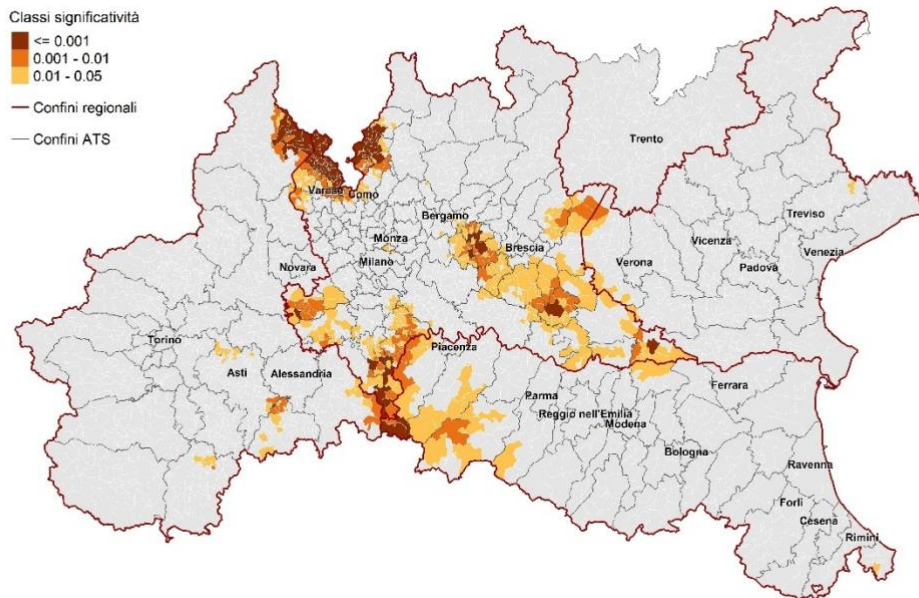 Classi significatività
<= 0.001
0.001 - 0.01
0.01 - 0.05
Confini regionali
Confini ATS
Trento
Varese
Como
Bergamo
Treviso
Monza
Brescia
Vicenza
Venezia
Milano
Verona
Padova
Novara
Torino
Piacenza
Asti
Alessandria
Ferrara
Parma
Reggio nell'Emilia
Modena
Bologna
Ravenna
Forlì
Cesena
Rimini